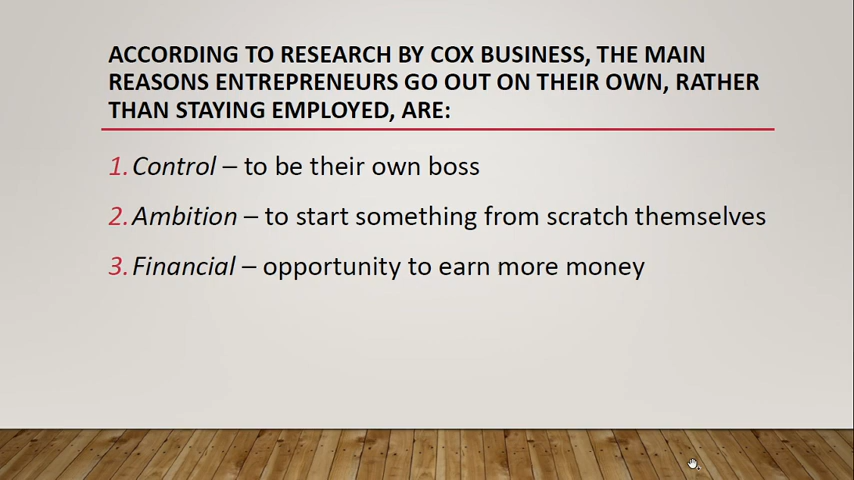 ACCORDING TO RESEARCH BY COX BUSINESS, THE MAIN
REASONS ENTREPRENEURS GO OUT ON THEIR OWN, RATHER
THAN STAYING EMPLOYED, ARE:
1. Control – to be their own boss
2. Ambition – to start something from scratch themselves
3. Financial – opportunity to earn more money